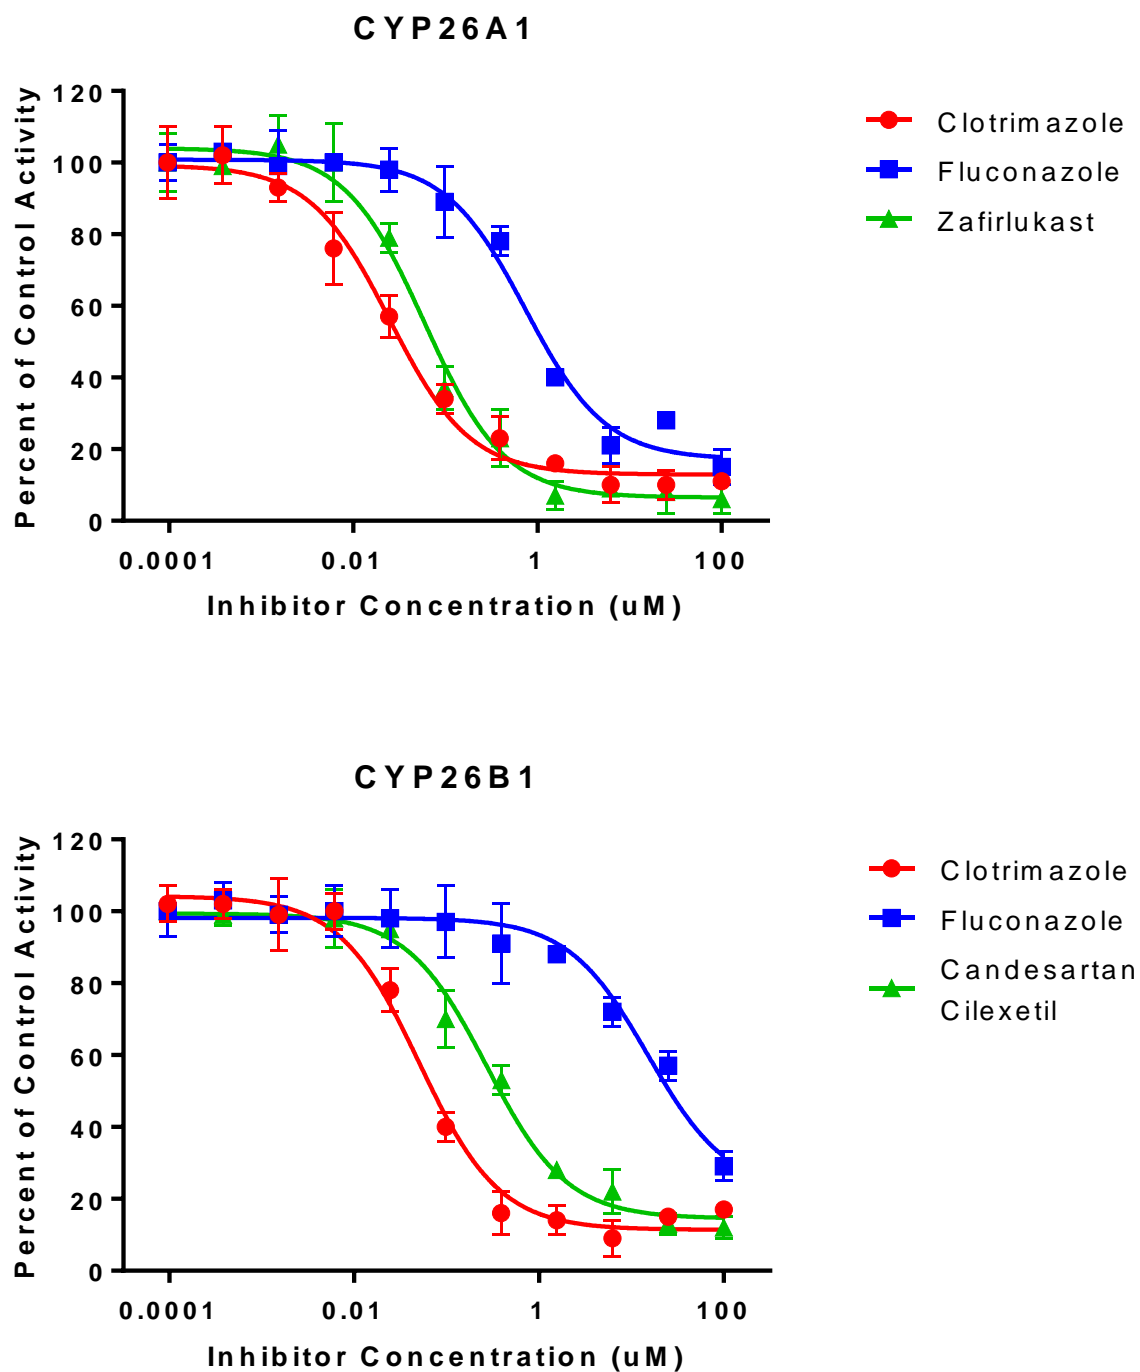 CYP26A1
Percent of Control Activity
120
100
80
60
40
20
0
0.0001
0.01
1
100
Inhibitor Concentration (uM)
Clotrimazole
Fluconazole
Zafirlukast
CYP26B1
Percent of Control Activity
120
100
80
60
40
20
0
0.0001
0.01
1
100
Inhibitor Concentration (uM)
Clotrimazole
Fluconazole
Candesartan
Cilexetil